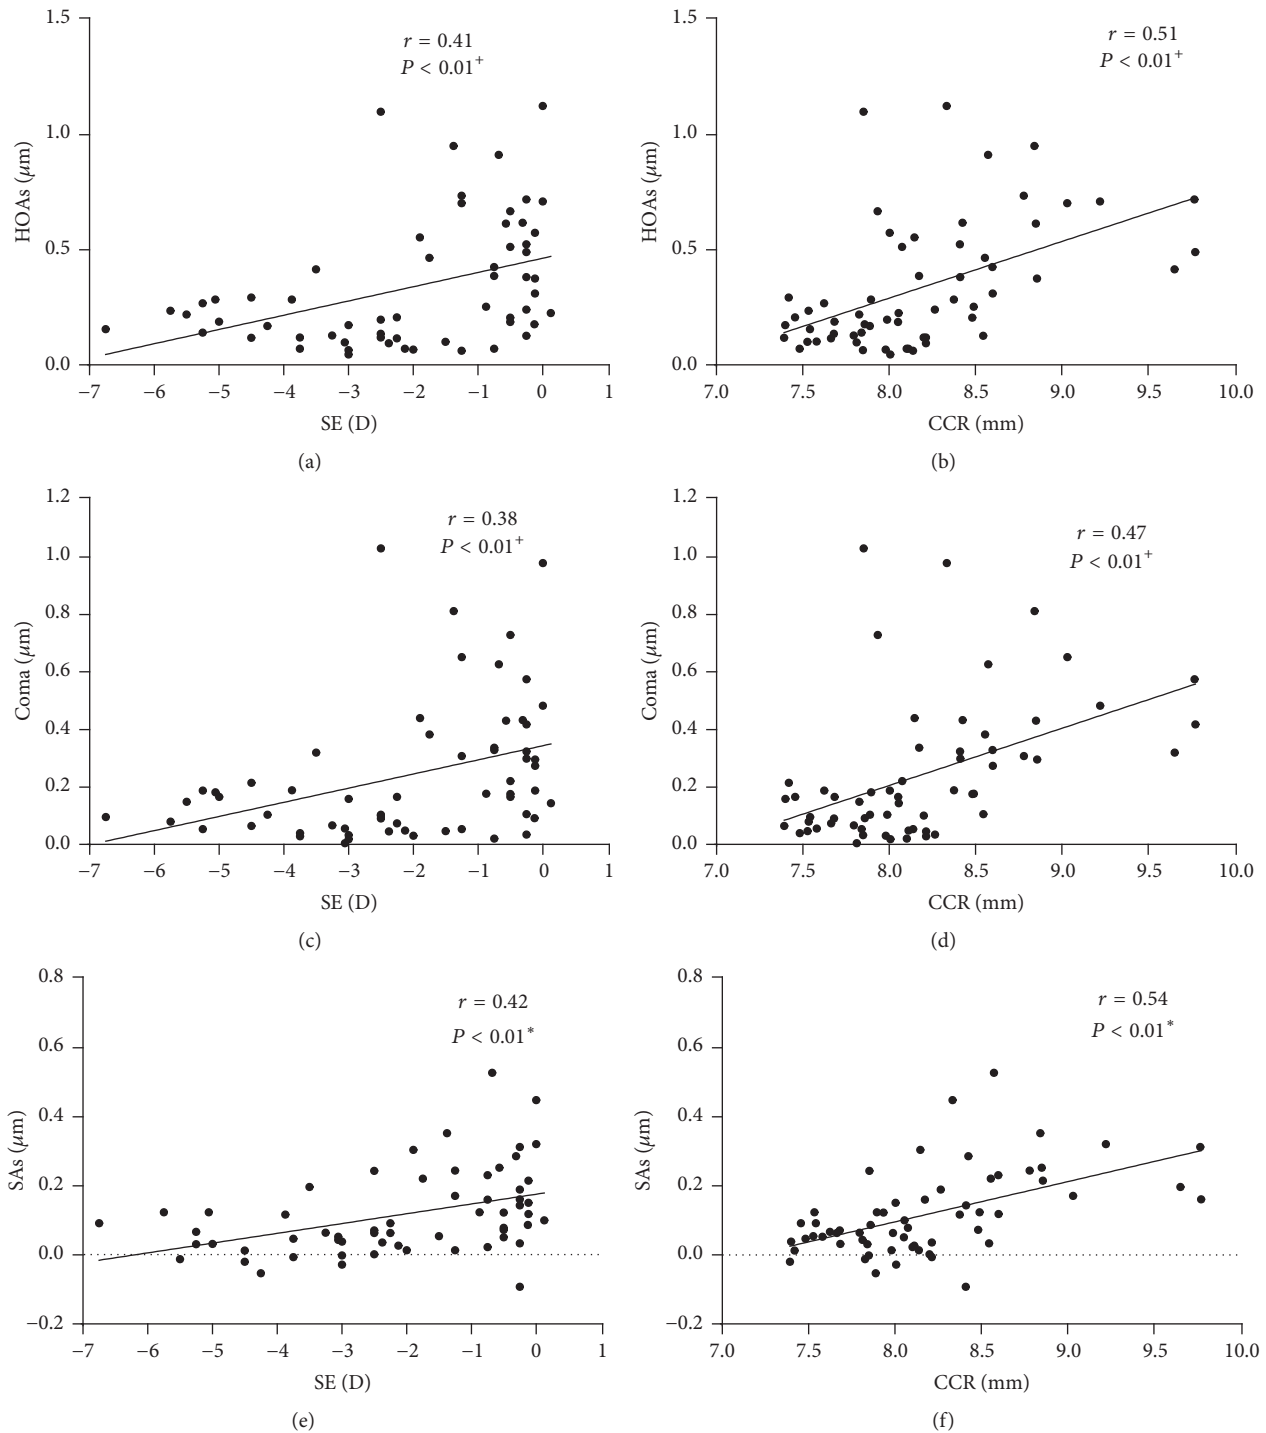 1.5
1.0
0.5
0.0
HOAs (μm)
r = 0.41
P < 0.01+
−7 −6 −5 −4 −3 −2 −1 0 1
SE (D)
(a)
1.5
1.0
0.5
0.0
HOAs (μm)
r = 0.51
P < 0.01+
7.0 7.5 8.0 8.5 9.0 9.5 10.0
CCR (mm)
(b)
1.2
1.0
0.8
0.6
0.4
0.2
0.0
Coma (μm)
r = 0.38
P < 0.01+
−7 −6 −5 −4 −3 −2 −1 0 1
SE (D)
(c)
1.2
1.0
0.8
0.6
0.4
0.2
0.0
Coma (μm)
r = 0.47
P < 0.01+
7.0 7.5 8.0 8.5 9.0 9.5 10.0
CCR (mm)
(d)
0.8
0.6
0.4
0.2
0.0
−0.2
SAs (μm)
r = 0.42
P < 0.01*
−7 −6 −5 −4 −3 −2 −1 0 1
SE (D)
(e)
0.8
0.6
0.4
0.2
0.0
−0.2
SAs (μm)
r = 0.54
P < 0.01*
7.0 7.5 8.0 8.5 9.0 9.5 10.0
CCR (mm)
(f)